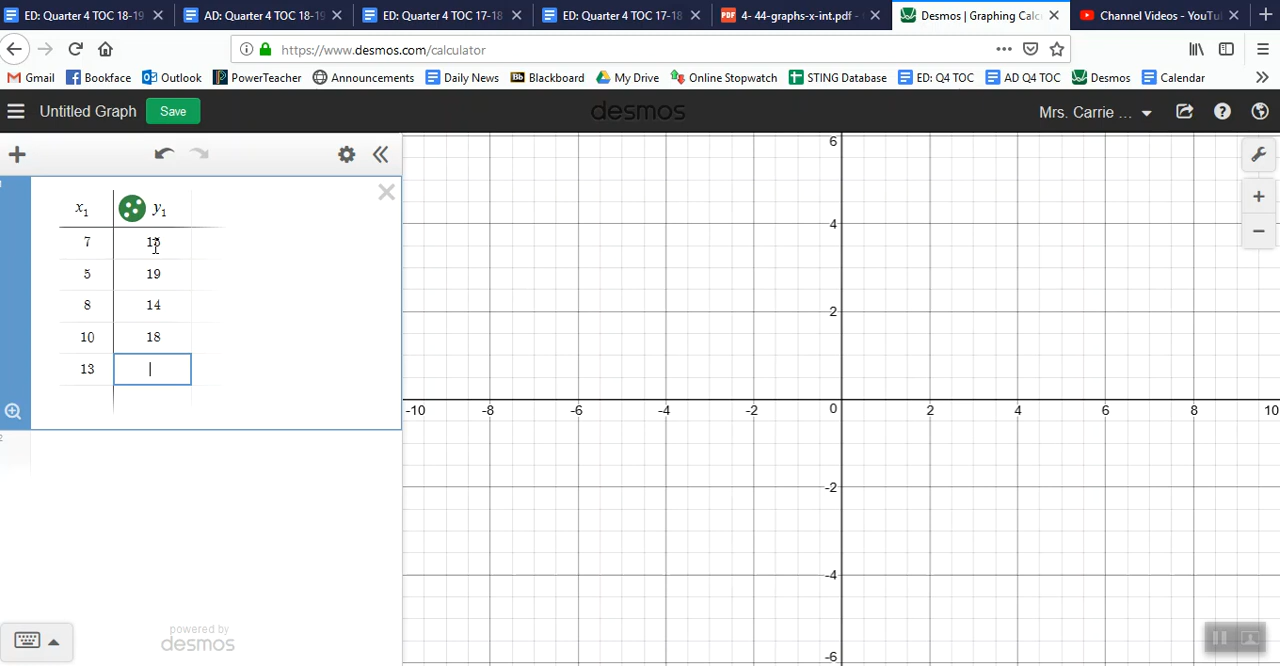 ED: Quarter 4 TOC 18-19 AD: Quarter 4 TOC 18-19 ED: Quarter 4 TOC 17-18 ED: Quarter 4 TOC 17-18 4- 44-graphs-x-int.pdf - Desmos | Graphing Calc Channel Videos - YouTu
https://www.desmos.com/calculator
Gmail Bookface Outlook PowerTeacher Announcements Daily News Bb Blackboard My Drive Online Stopwatch STING Database ED: Q4 TOC AD Q4 TOC Desmos Calendar
Untitled Graph Save desmos Mrs. Carrie ...
x1 y1
7
5 19
8 14
10 18
13
2
powered by
desmos
6
4
2
-10 -8 -6 -4 -2 0 2 4 6 8 10
-2
-4
-6